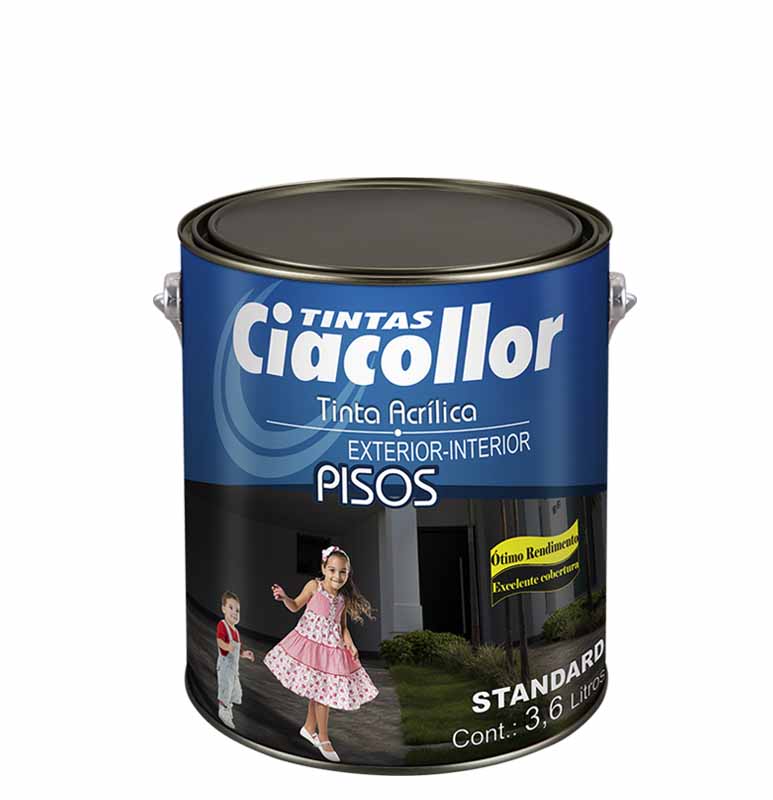 TINTAS
Ciacollor
Tinta Acrílica
EXTERIOR-INTERIOR
PISOS
Ótimo Rendimento
Excelente cobertura
STANDARD
Cont.: 3,6 Litros